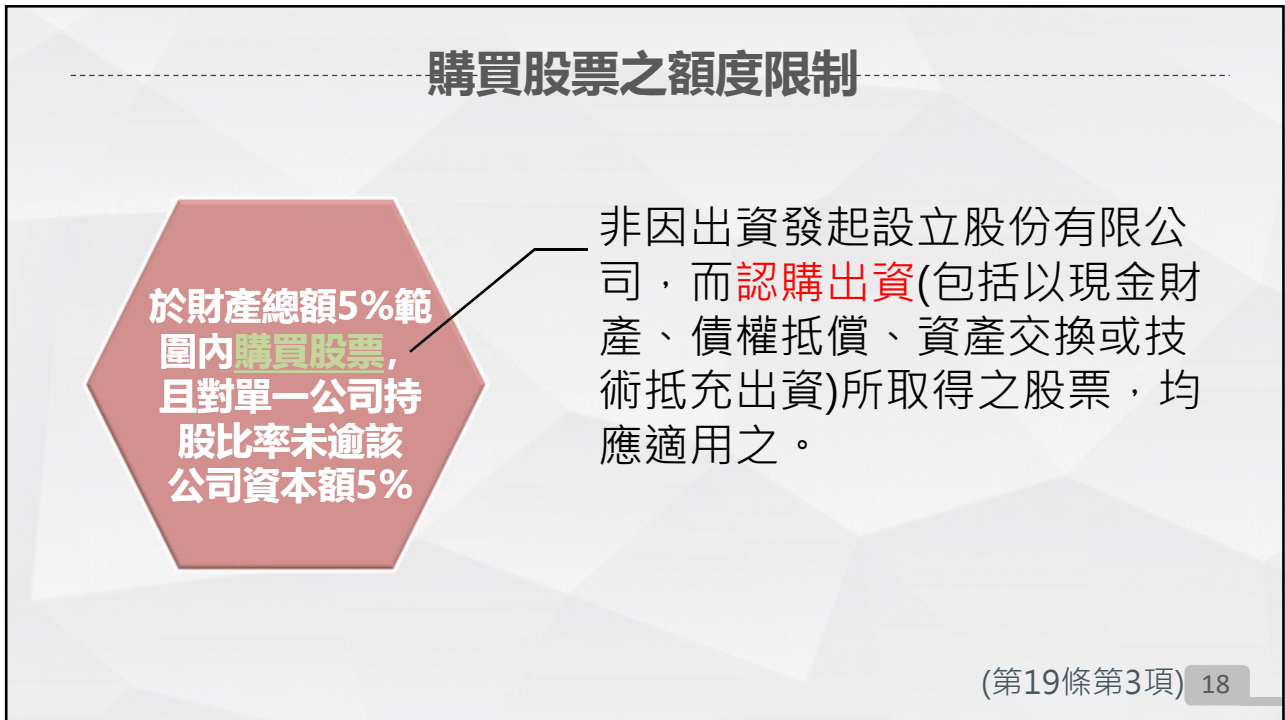 購買股票之額度限制
於財產總額5%範
圍內購買股票，
且對單一公司持
股比率未逾該
公司資本額5%
非因出資發起設立股份有限公
司，而認購出資(包括以現金財
產、債權抵償、資產交換或技
術抵充出資)所取得之股票，均
應適用之。
(第19條第3項) 18